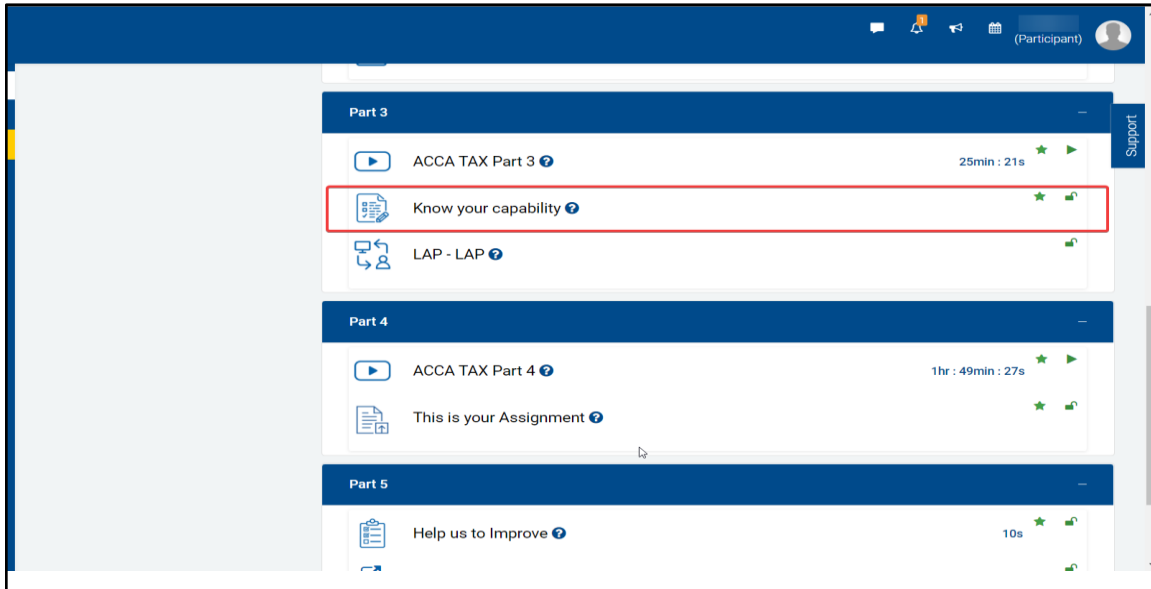 1
(Participant)
Support
Part 3
ACCA TAX Part 3
25min : 21s
Know your capability
LAP - LAP
Part 4
ACCA TAX Part 4
1hr : 49min : 27s
This is your Assignment
Part 5
Help us to Improve
10s